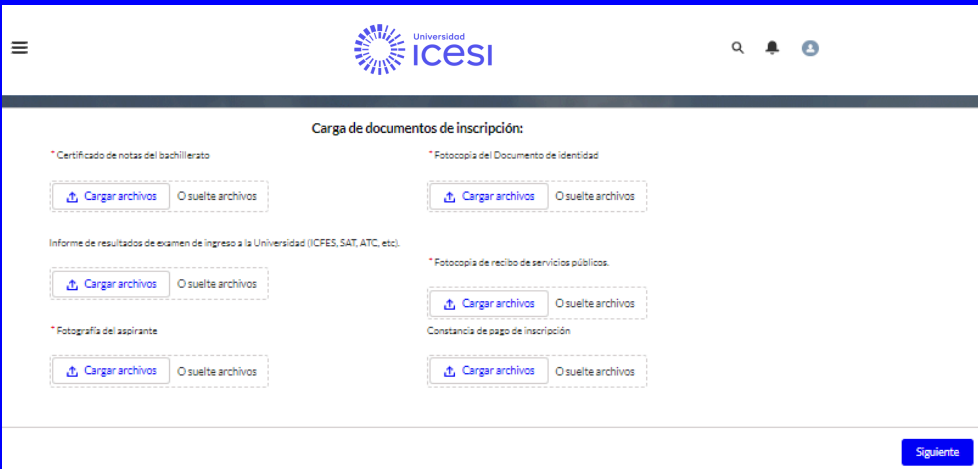 Universidad
icesi
Carga de documentos de inscripción:
* Certificado de notas del bachillerato
* Fotocopia del Documento de identidad
Cargar archivos O suelte archivos
Cargar archivos O suelte archivos
Informe de resultados de examen de ingreso a la Universidad (ICFES, SAT, ATC, etc).
* Fotocopia de recibo de servicios públicos.
Cargar archivos O suelte archivos
Cargar archivos O suelte archivos
* Fotografía del aspirante
Constancia de pago de inscripción
Cargar archivos O suelte archivos
Cargar archivos O suelte archivos
Siguiente